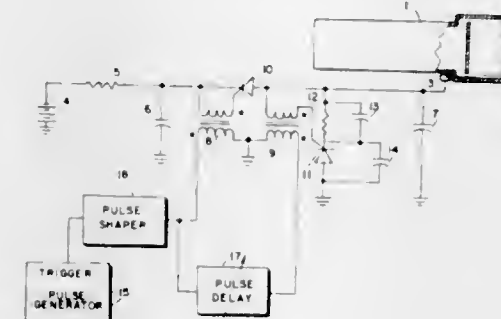 1
10
5
12
3
13
4
6
7
8
9
11
14
18
PULSE
SHAPER
17
PULSE
DELAY
TRIGGER
PULSE
GENERATOR
15